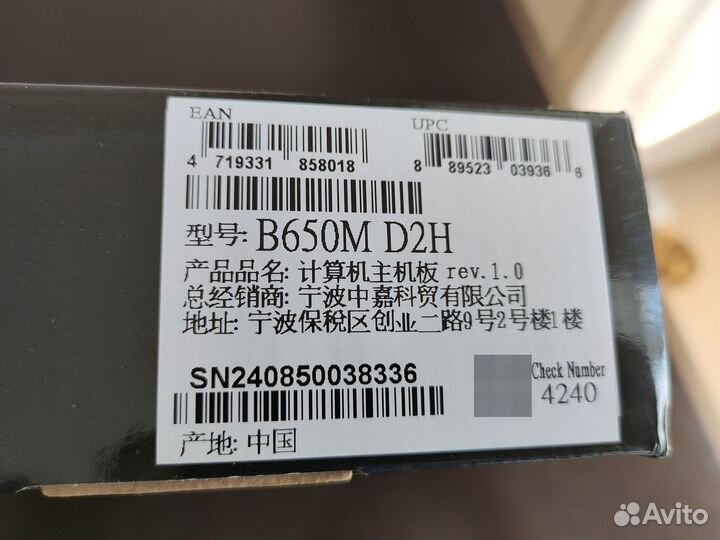 EAN UPC
4 719331 858018 8 89523 03936 6
型号: B650M D2H
产品品名: 计算机主机板 rev.1.0
总经销商: 宁波中嘉科贸有限公司
地址: 宁波保税区创业二路9号2号楼1楼
SN240850038336
Check Number
4240
产地: 中国
Avito